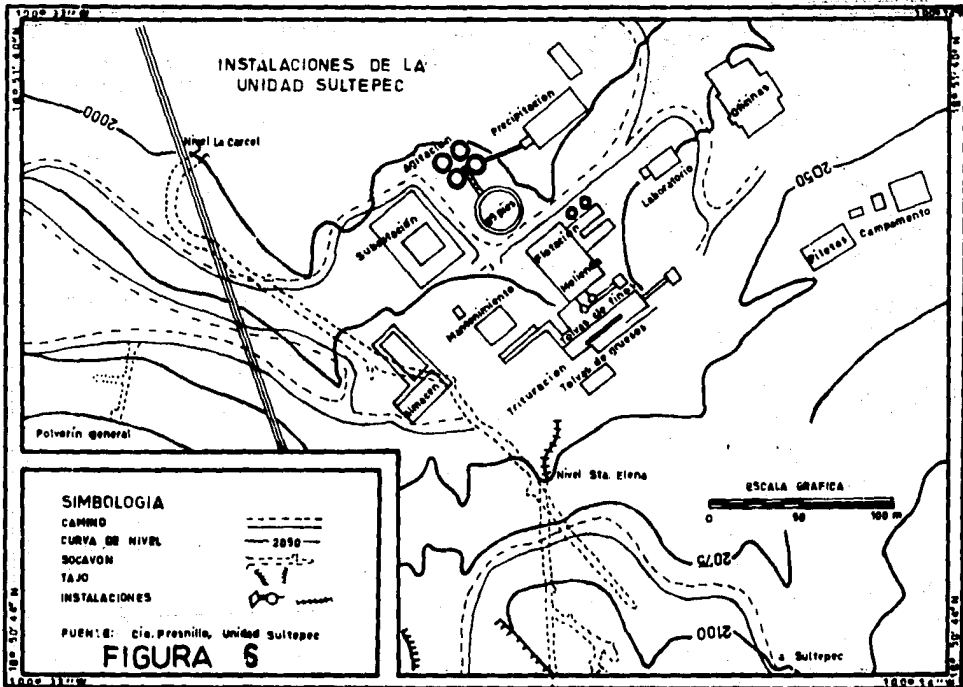 INSTALACIONES DE LA
UNIDAD SULTEPEC
2000
Nivel La Carcel
Agitacion
Precipitacion
Oficinas
Laboratorio
2050
Subestación
Flotación
Molienda
Piletas
Campamento
Mantenimiento
Tolvas de finos
Tolvas de gruesos
Trituracion
Almacen
Polvorin general
Nivel Sta. Elena
ESCALA GRAFICA
0 50 100 m
2075
2100
a Sultepec
SIMBOLOGIA
CAMINO
CURVA DE NIVEL 2050
SOCAVON
TAJO
INSTALACIONES
FUENTE: Cia. Fresnillo, Unidad Sultepec
FIGURA 6